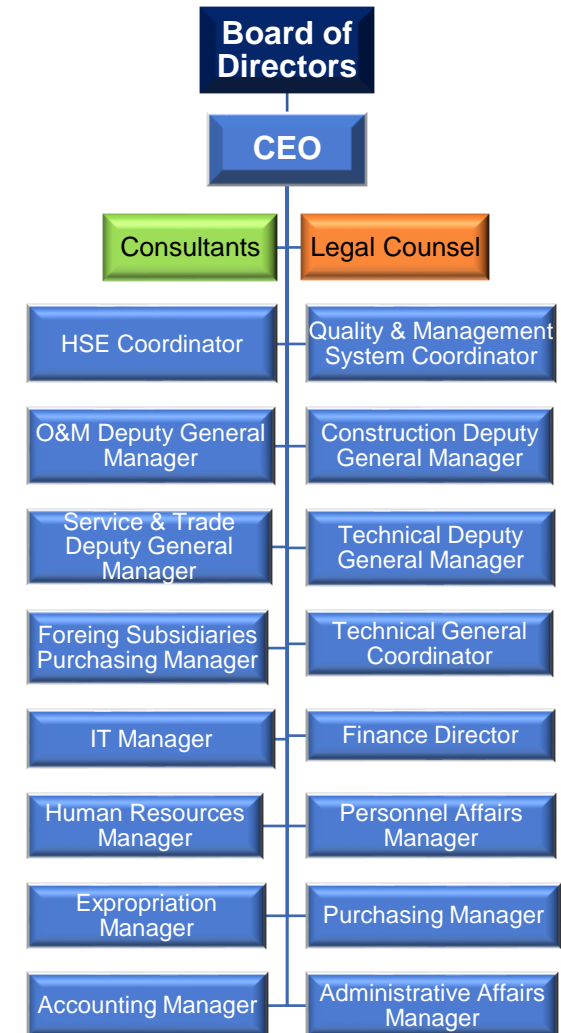 Board of
Directors
CEO
Consultants
Legal Counsel
HSE Coordinator
Quality & Management
System Coordinator
O&M Deputy General
Manager
Construction Deputy
General Manager
Service & Trade
Deputy General
Manager
Technical Deputy
General Manager
Foreing Subsidiaries
Purchasing Manager
Technical General
Coordinator
IT Manager
Finance Director
Human Resources
Manager
Personnel Affairs
Manager
Expropriation
Manager
Purchasing Manager
Accounting Manager
Administrative Affairs
Manager